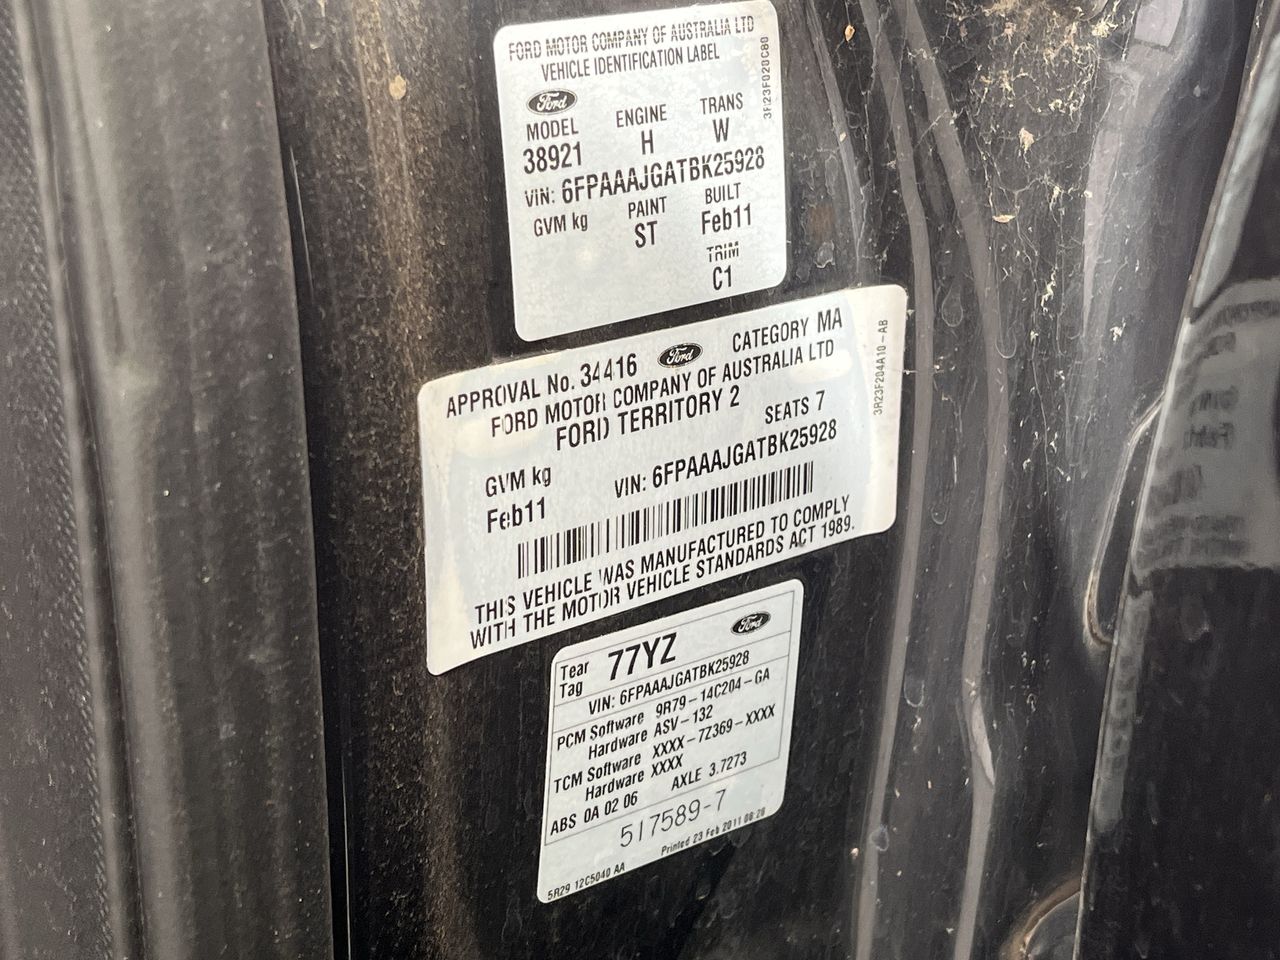 FORD MOTOR COMPANY OF AUSTRALIA LTD
VEHICLE IDENTIFICATION LABEL
Ford
MODEL ENGINE TRANS
38921 H W
VIN: 6FPAAAJGATBK25928
GVM kg PAINT BUILT
ST Feb11
TRIM
C1
3R23F020C80
APPROVAL No. 34416 Ford CATEGORY MA
FORD MOTOR COMPANY OF AUSTRALIA LTD
FORD TERRITORY 2
SEATS 7
GVM kg VIN: 6FPAAAJGATBK25928
Feb11
THIS VEHICLE WAS MANUFACTURED TO COMPLY
WITH THE MOTOR VEHICLE STANDARDS ACT 1989.
3R23F204A10-AB
Tear Tag 77YZ Ford
VIN: 6FPAAAJGATBK25928
PCM Software 9R79-14C204-GA
Hardware ASV-132
TCM Software XXXX-7Z369-XXXX
Hardware XXXX
ABS 0A 02 06 AXLE 3.7273
517589-7
5R29 12C5040 AA Printed 23 Feb 2011